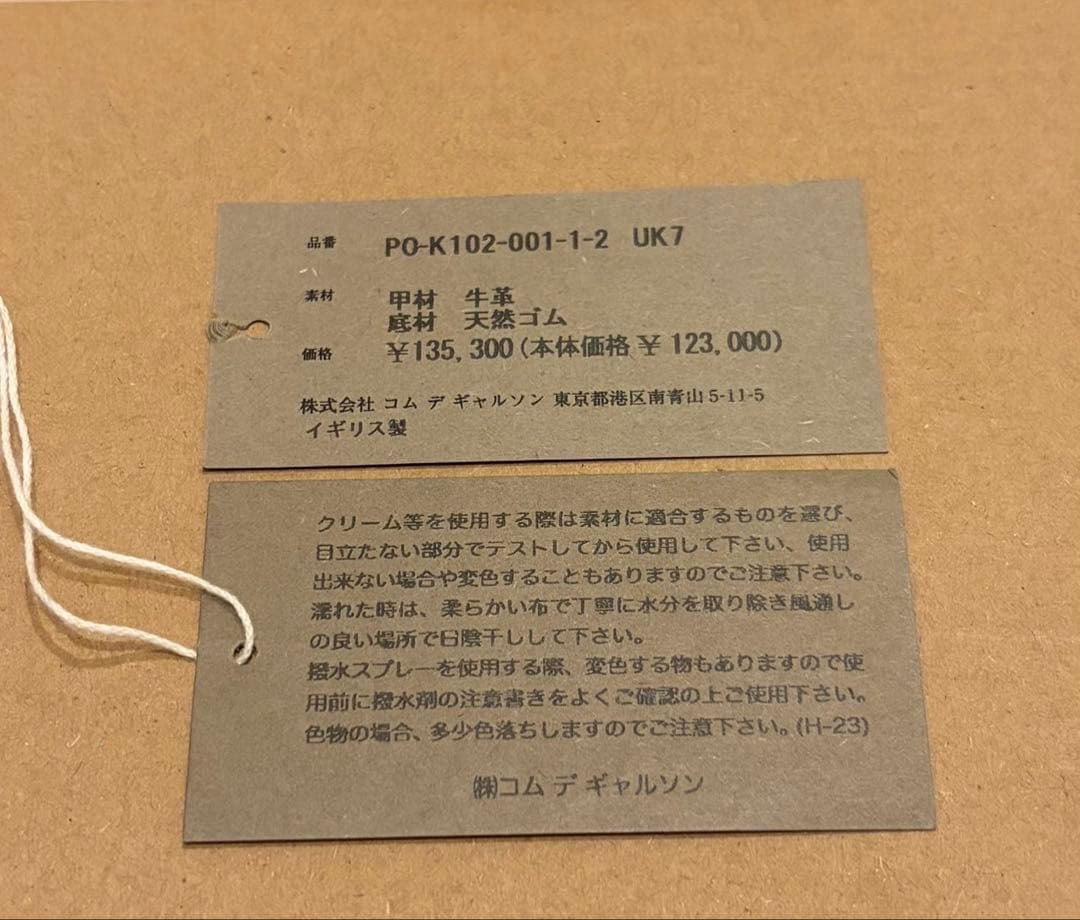 品番 PO-K102-001-1-2 UK7
素材 甲材 牛革
底材 天然ゴム
価格 ¥135,300(本体価格 ¥ 123,000)
株式会社 コム デ ギャルソン 東京都港区南青山5-11-5
イギリス製
クリーム等を使用する際は素材に適合するものを選び、
目立たない部分でテストしてから使用して下さい、使用
出来ない場合や変色することもありますのでご注意下さい。
濡れた時は、柔らかい布で丁寧に水分を取り除き風通し
の良い場所で日陰干しして下さい。
撥水スプレーを使用する際、変色する物もありますので使
用前に撥水剤の注意書きをよくご確認の上ご使用下さい。
色物の場合、多少色落ちしますのでご注意下さい。(H-23)
㈱コム デ ギャルソン